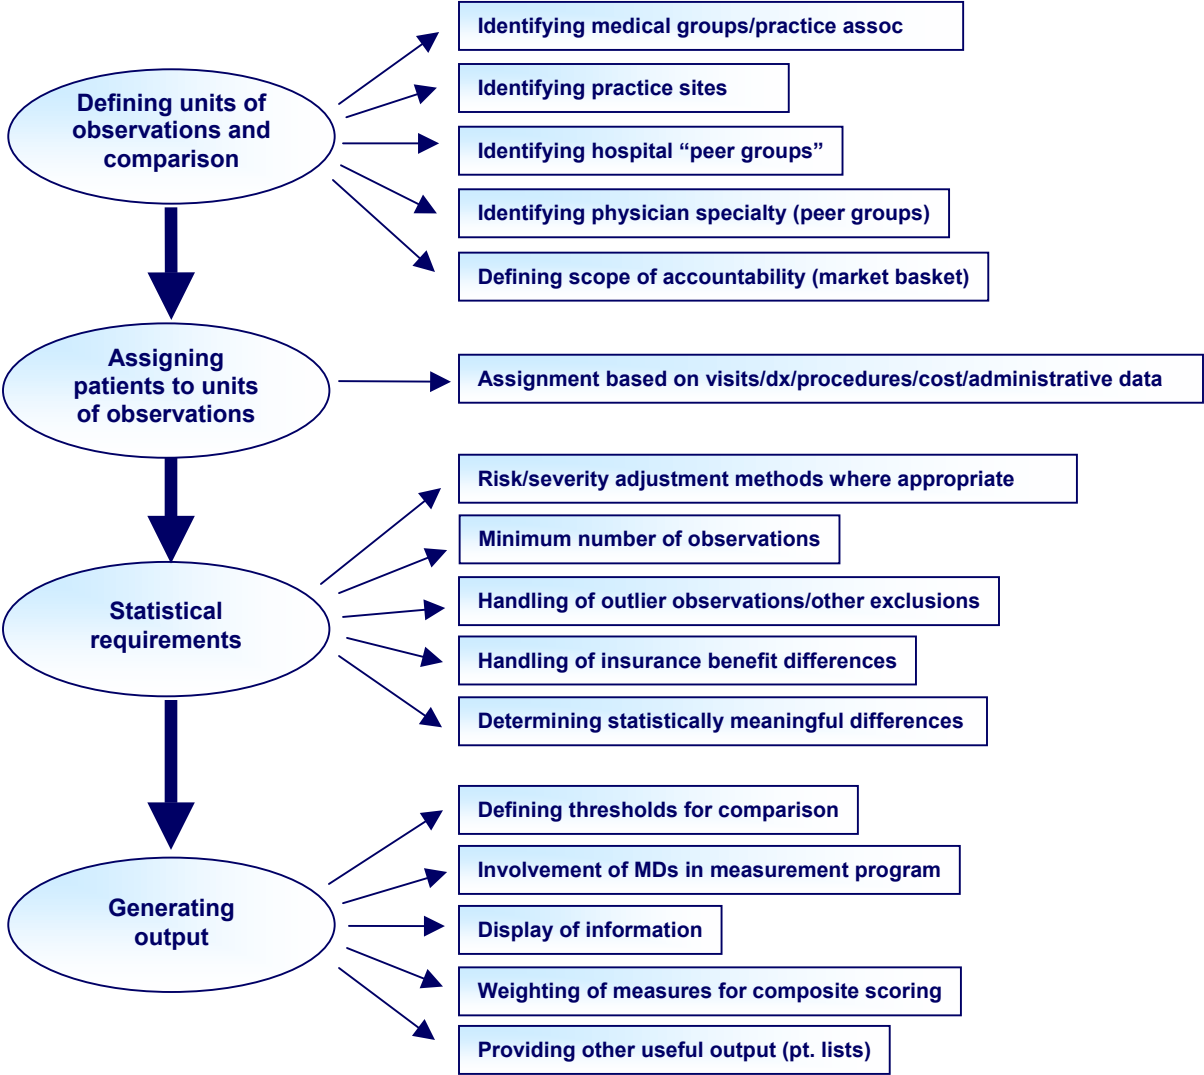 Defining units of
observations and
comparison
Identifying medical groups/practice assoc
Identifying practice sites
Identifying hospital “peer groups”
Identifying physician specialty (peer groups)
Defining scope of accountability (market basket)
Assigning
patients to units
of observations
Assignment based on visits/dx/procedures/cost/administrative data
Statistical
requirements
Risk/severity adjustment methods where appropriate
Minimum number of observations
Handling of outlier observations/other exclusions
Handling of insurance benefit differences
Determining statistically meaningful differences
Generating
output
Defining thresholds for comparison
Involvement of MDs in measurement program
Display of information
Weighting of measures for composite scoring
Providing other useful output (pt. lists)